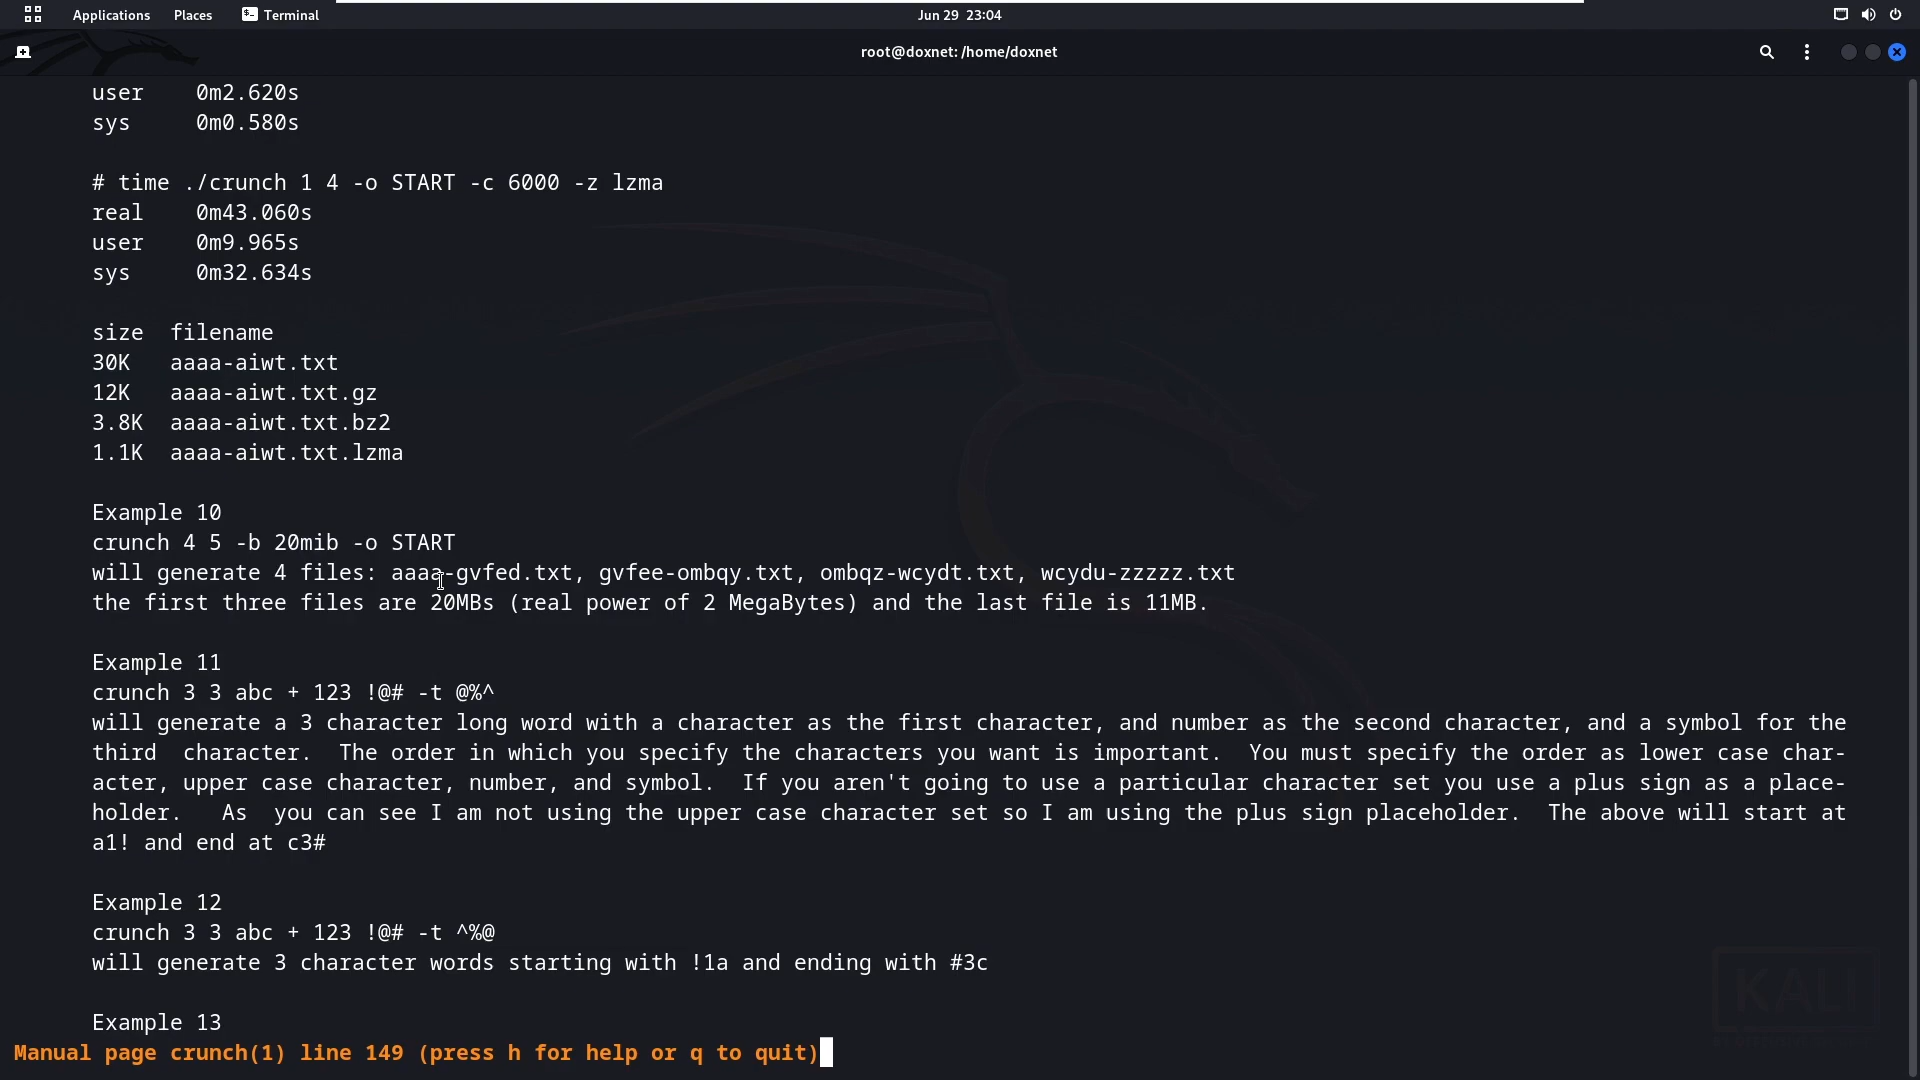 Applications Places Terminal Jun 29 23:04
root@doxnet: /home/doxnet
user 0m2.620s
sys 0m0.580s
# time ./crunch 1 4 -o START -c 6000 -z lzma
real 0m43.060s
user 0m9.965s
sys 0m32.634s
size filename
30K aaaa-aiwt.txt
12K aaaa-aiwt.txt.gz
3.8K aaaa-aiwt.txt.bz2
1.1K aaaa-aiwt.txt.lzma
Example 10
crunch 4 5 -b 20mib -o START
will generate 4 files: aaaa-gvfed.txt, gvfee-ombqy.txt, ombqz-wcydt.txt, wcydu-zzzzz.txt
the first three files are 20MBs (real power of 2 MegaBytes) and the last file is 11MB.
Example 11
crunch 3 3 abc + 123 !@# -t @%^
will generate a 3 character long word with a character as the first character, and number as the second character, and a symbol for the
third character. The order in which you specify the characters you want is important. You must specify the order as lower case char-
acter, upper case character, number, and symbol. If you aren't going to use a particular character set you use a plus sign as a place-
holder. As you can see I am not using the upper case character set so I am using the plus sign placeholder. The above will start at
a1! and end at c3#
Example 12
crunch 3 3 abc + 123 !@# -t ^%@
will generate 3 character words starting with !1a and ending with #3c
KALI
Example 13
Manual page crunch(1) line 149 (press h for help or q to quit)